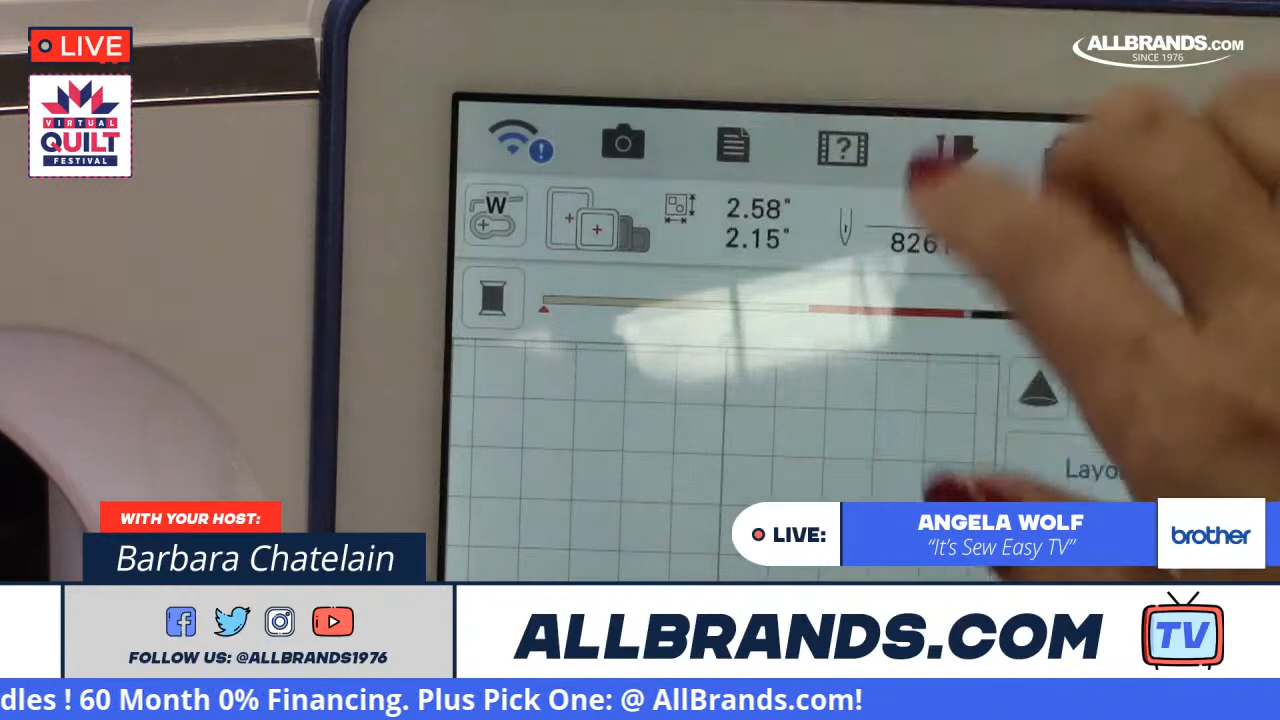 LIVE
ALLBRANDS.COM
SINCE 1976
VIRTUAL
QUILT
FESTIVAL
?
!
W
2.58"
2.15"
8261
WITH YOUR HOST:
Barbara Chatelain
LIVE:
ANGELA WOLF
"It's Sew Easy TV"
brother
FOLLOW US: @ALLBRANDS1976
ALLBRANDS.COM
TV
! 60 Month 0% Financing. Plus Pick One: @ AllBrands.com!